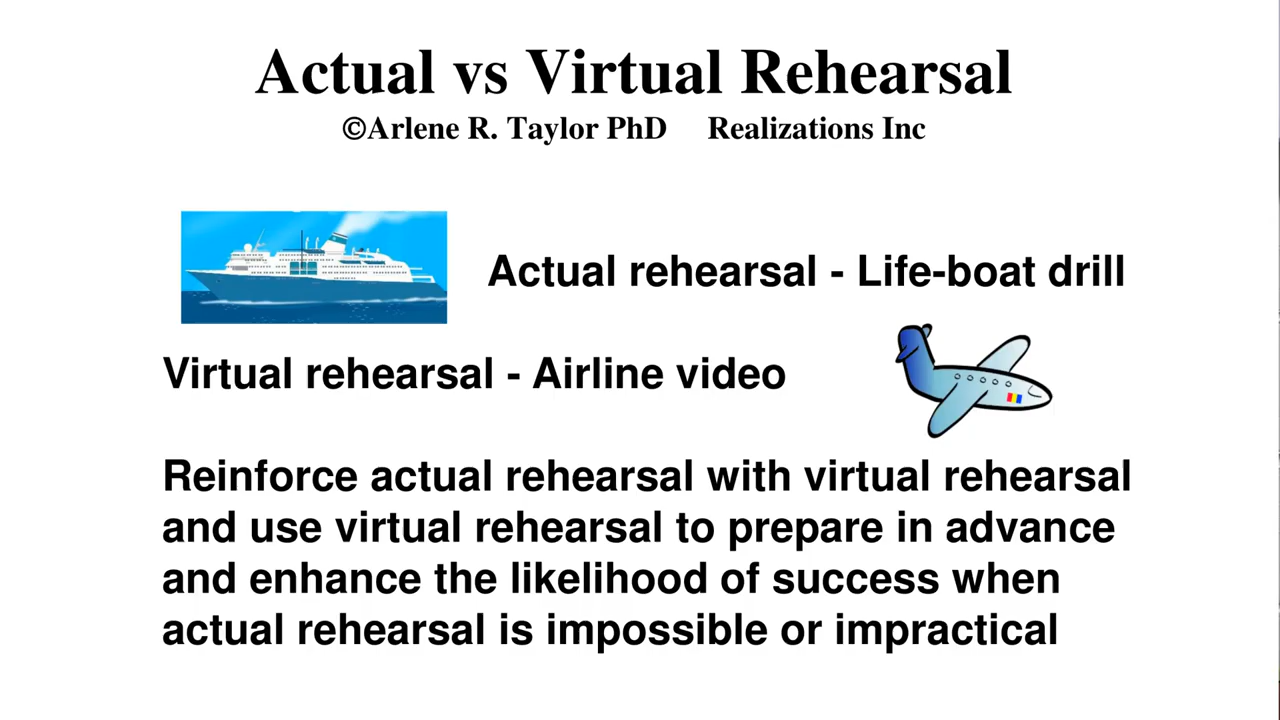 Actual vs Virtual Rehearsal
©Arlene R. Taylor PhD Realizations Inc
Actual rehearsal - Life-boat drill
Virtual rehearsal - Airline video
Reinforce actual rehearsal with virtual rehearsal
and use virtual rehearsal to prepare in advance
and enhance the likelihood of success when
actual rehearsal is impossible or impractical